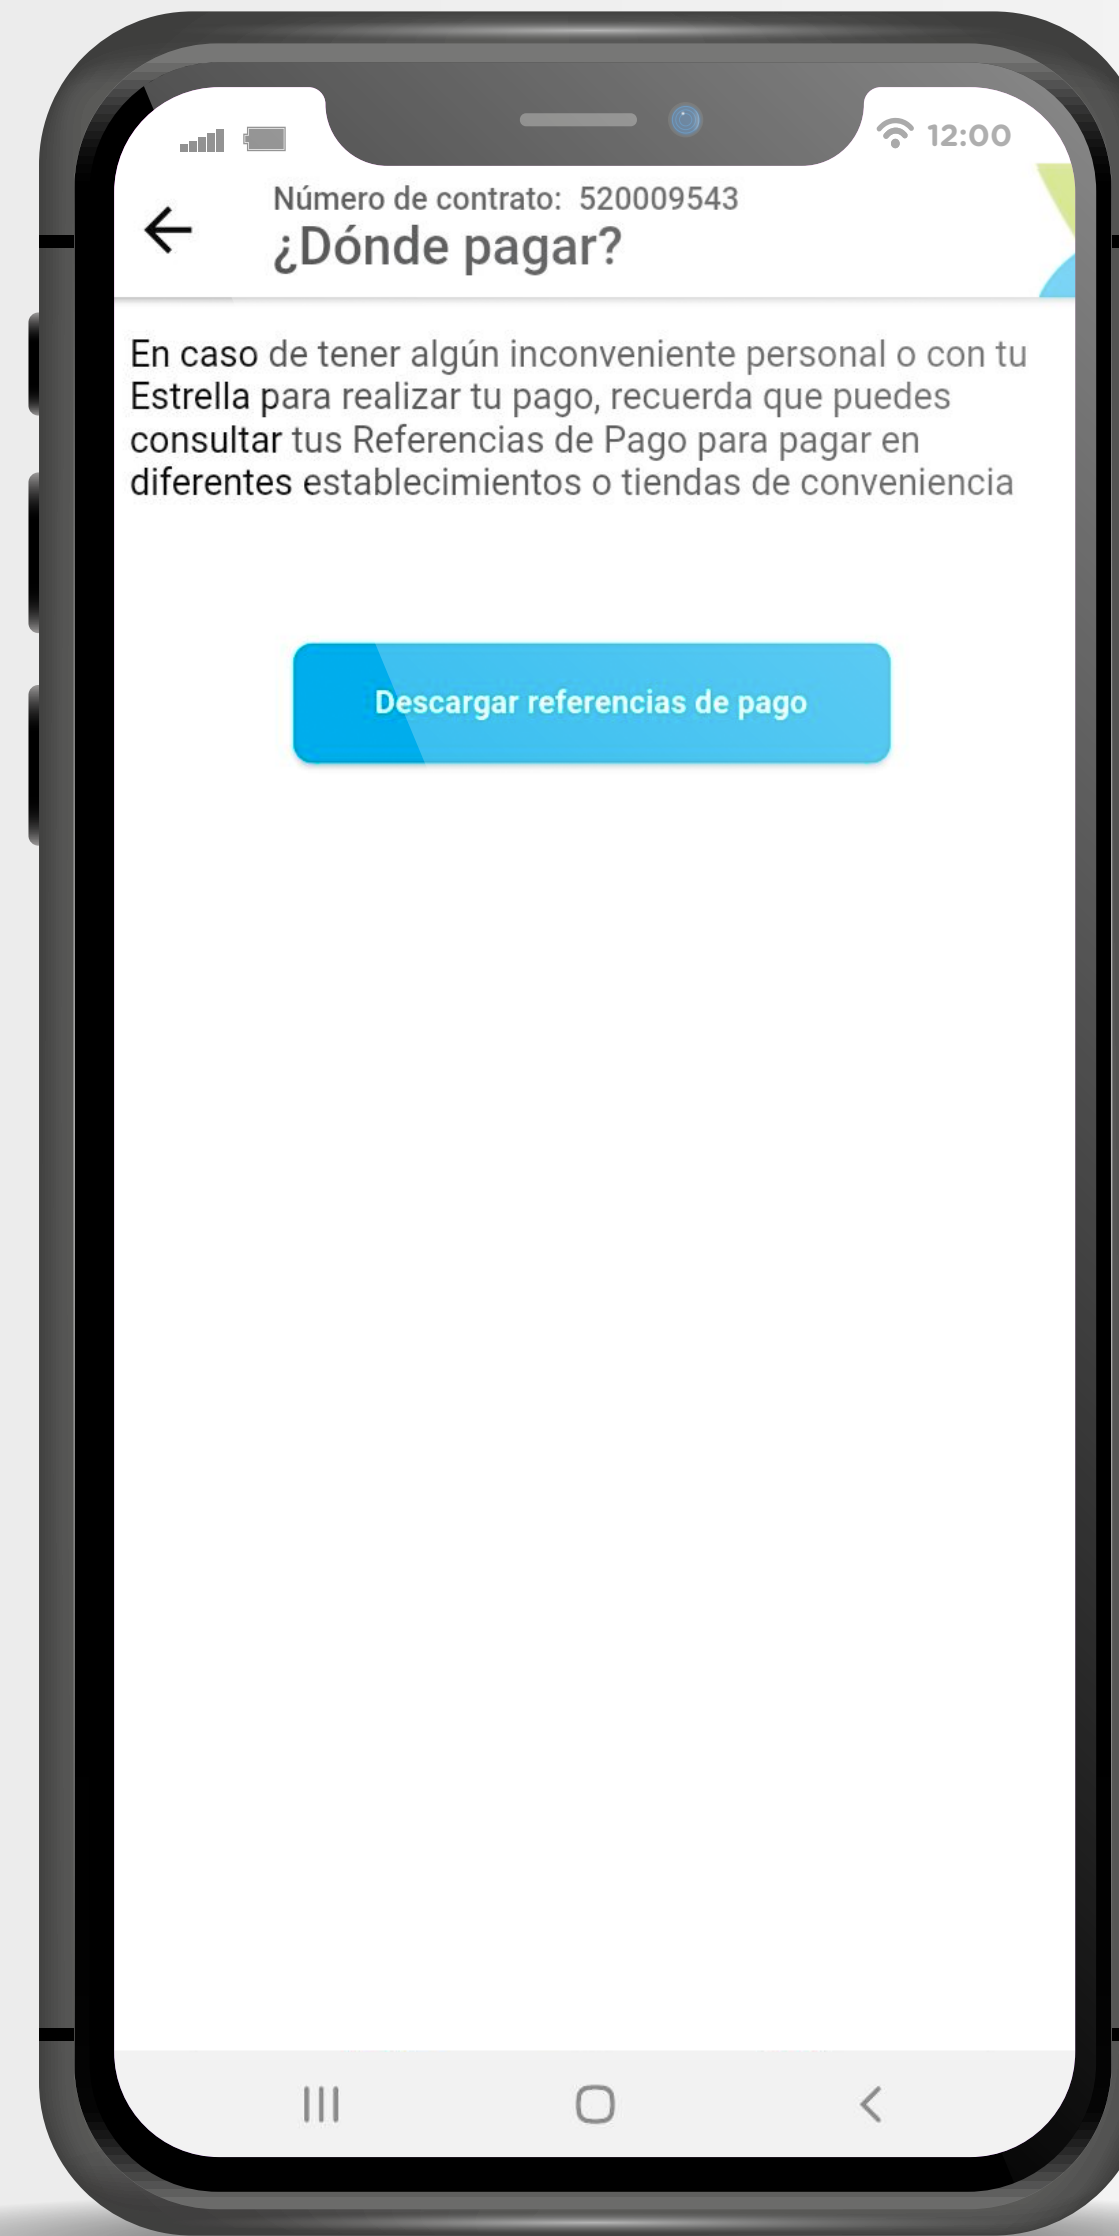 12:00
Número de contrato: 520009543
¿Dónde pagar?
En caso de tener algún inconveniente personal o con tu
Estrella para realizar tu pago, recuerda que puedes
consultar tus Referencias de Pago para pagar en
diferentes establecimientos o tiendas de conveniencia
Descargar referencias de pago